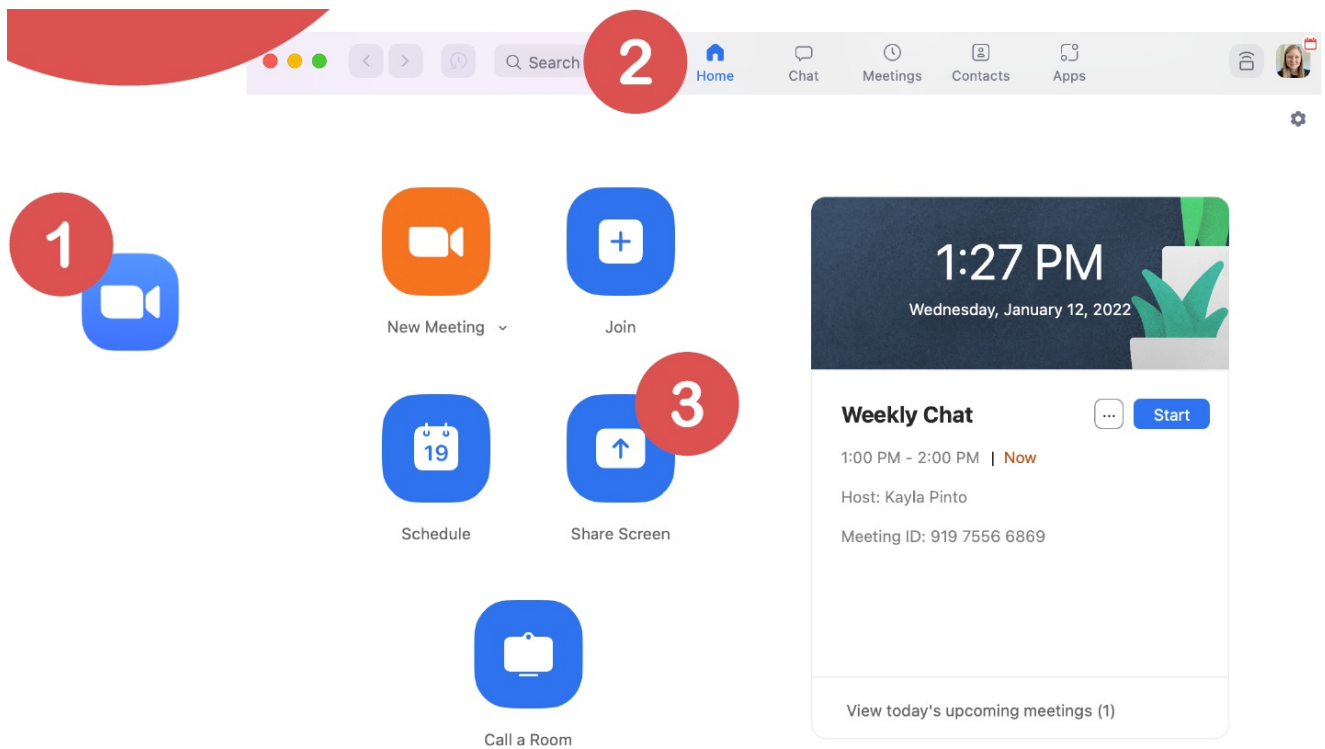 2
Search
Home
Chat
Meetings
Contacts
Apps
1
New Meeting
Join
1:27 PM
Wednesday, January 12, 2022
3
19
Schedule
Share Screen
Weekly Chat
... Start
1:00 PM - 2:00 PM | Now
Host: Kayla Pinto
Meeting ID: 919 7556 6869
Call a Room
View today's upcoming meetings (1)